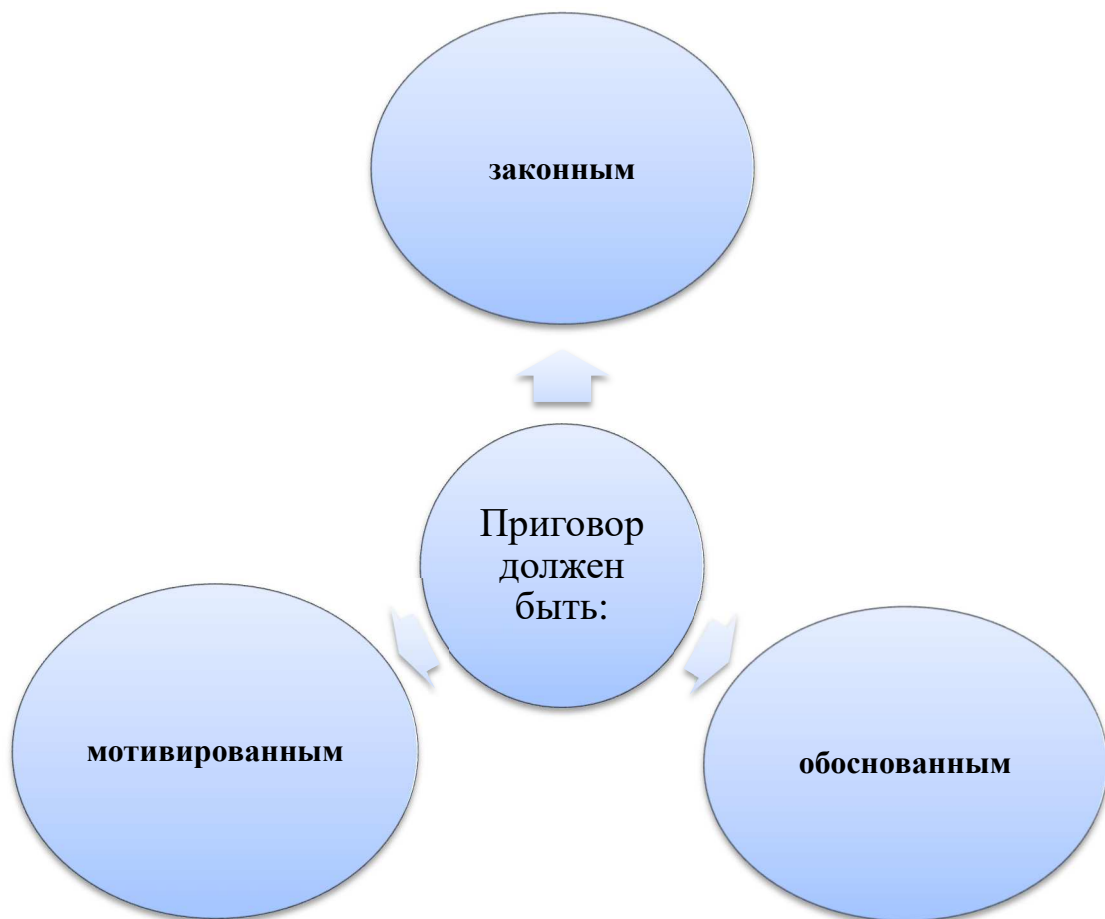 законным
Приговор
должен
быть:
мотивированным
обоснованным